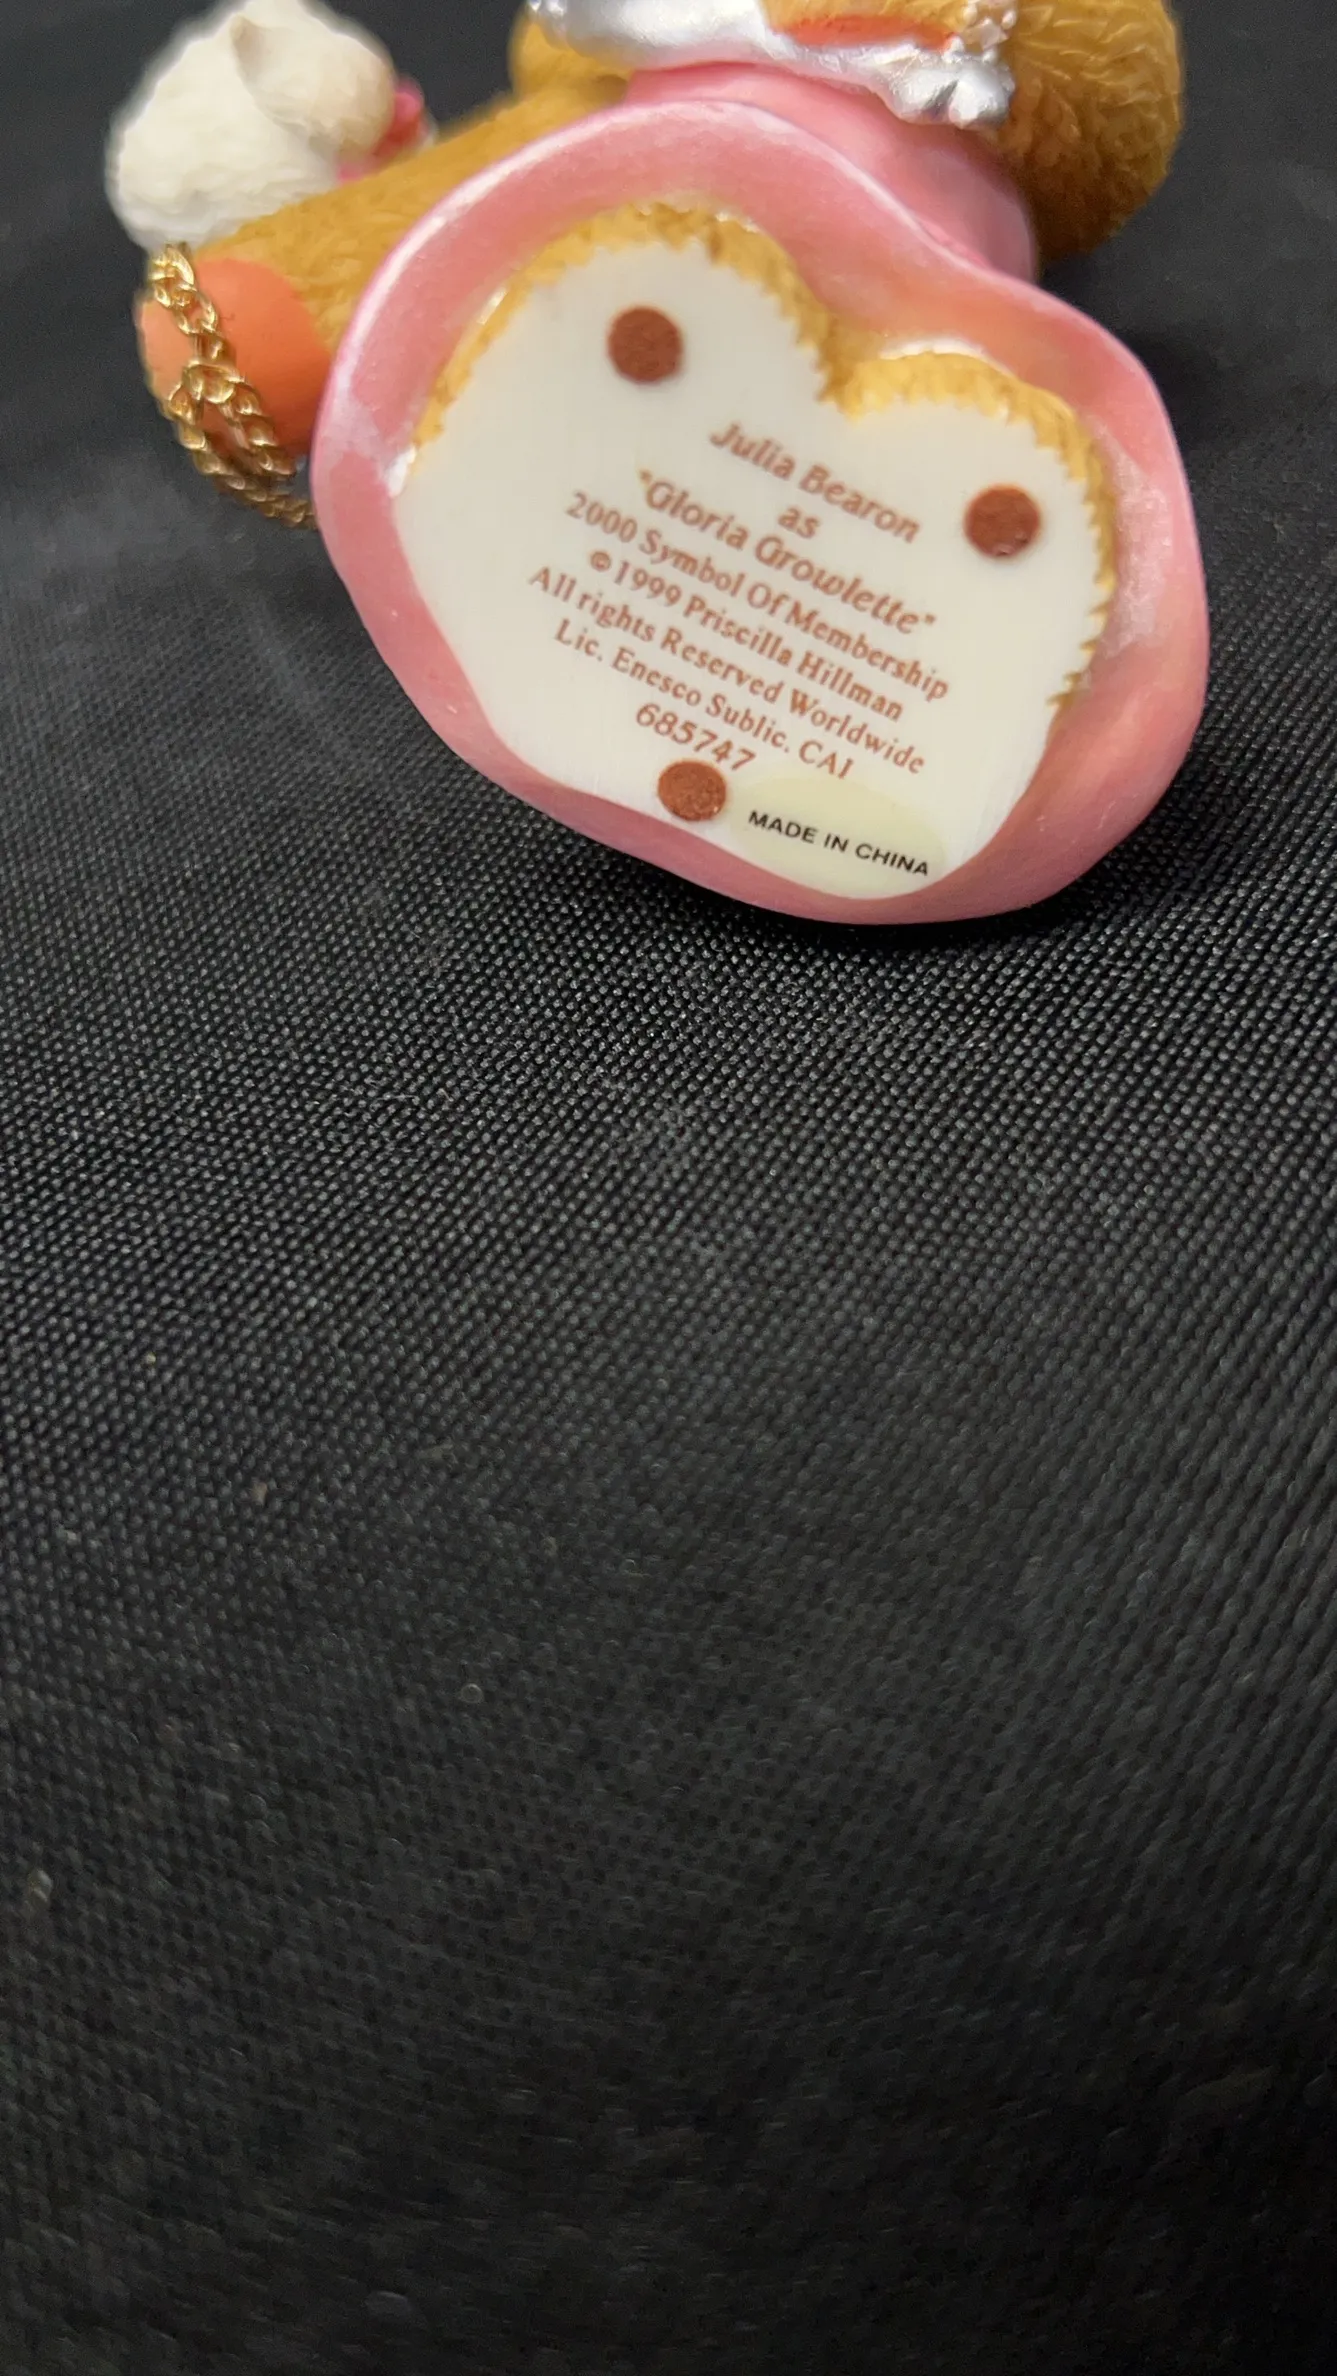 Julia Bearon
as
"Gloria Growlette"
2000 Symbol Of Membership
©1999 Priscilla Hillman
All rights Reserved Worldwide
Lic. Enesco Sublic. CAI
685747
MADE IN CHINA